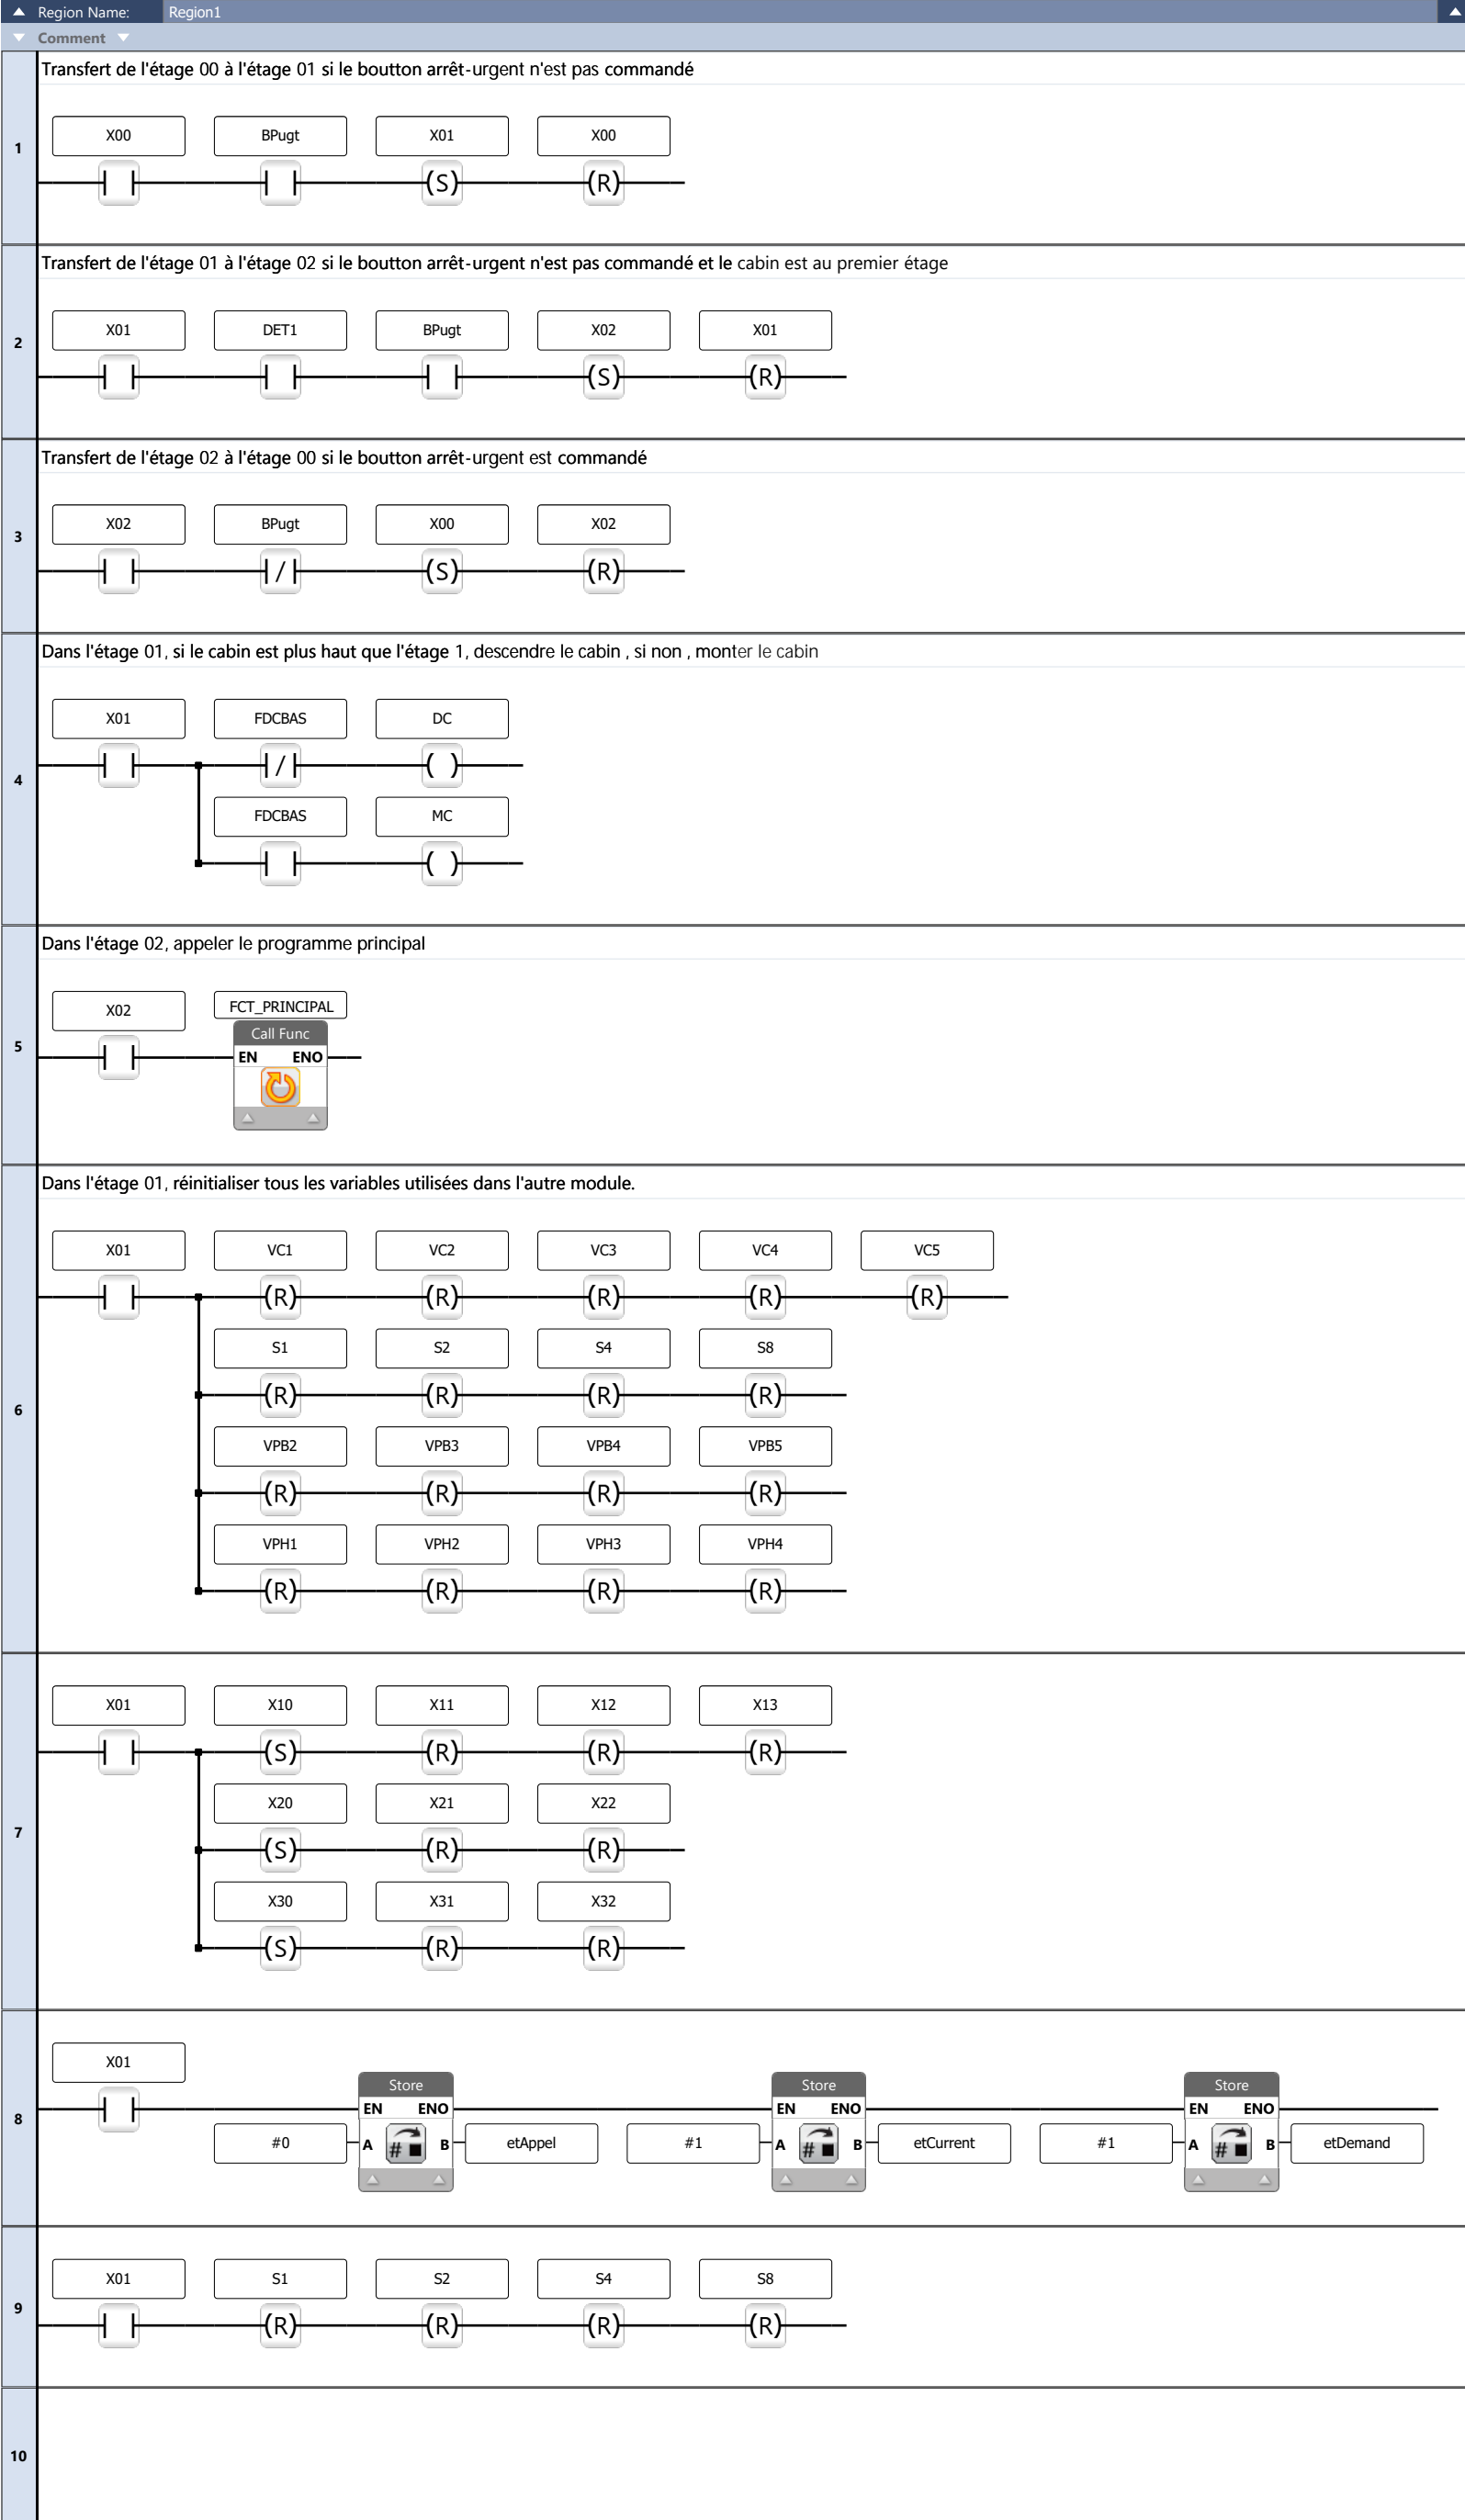 Region Name: Region1
Comment
Transfert de l'étage 00 à l'étage 01 si le boutton arrêt-urgent n'est pas commandé
1
X00 BPugt X01 X00
(S) (R)
Transfert de l'étage 01 à l'étage 02 si le boutton arrêt-urgent n'est pas commandé et le cabin est au premier étage
2
X01 DET1 BPugt X02 X01
(S) (R)
Transfert de l'étage 02 à l'étage 00 si le boutton arrêt-urgent est commandé
3
X02 BPugt X00 X02
/ (S) (R)
Dans l'étage 01, si le cabin est plus haut que l'étage 1, descendre le cabin , si non , monter le cabin
4
X01 FDCBAS DC
/ ( )
FDCBAS MC
( )
Dans l'étage 02, appeler le programme principal
5
X02 FCT_PRINCIPAL
Call Func
EN ENO
Dans l'étage 01, réinitialiser tous les variables utilisées dans l'autre module.
6
X01 VC1 VC2 VC3 VC4 VC5
(R) (R) (R) (R) (R)
S1 S2 S4 S8
(R) (R) (R) (R)
VPB2 VPB3 VPB4 VPB5
(R) (R) (R) (R)
VPH1 VPH2 VPH3 VPH4
(R) (R) (R) (R)
7
X01 X10 X11 X12 X13
(S) (R) (R) (R)
X20 X21 X22
(S) (R) (R)
X30 X31 X32
(S) (R) (R)
8
X01
Store Store Store
EN ENO EN ENO EN ENO
#0 A # B etAppel #1 A # B etCurrent #1 A # B etDemand
9
X01 S1 S2 S4 S8
(R) (R) (R) (R)
10